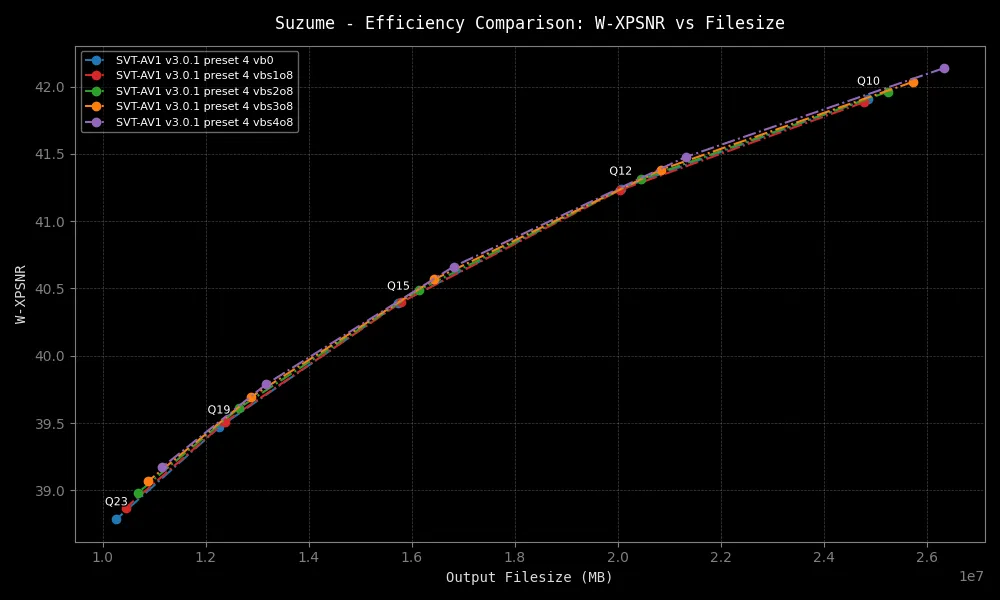 Suzume - Efficiency Comparison: W-XPSNR vs Filesize
SVT-AV1 v3.0.1 preset 4 vb0
SVT-AV1 v3.0.1 preset 4 vbs1o8
SVT-AV1 v3.0.1 preset 4 vbs2o8
SVT-AV1 v3.0.1 preset 4 vbs3o8
SVT-AV1 v3.0.1 preset 4 vbs4o8
W-XPSNR
42.0
41.5
41.0
40.5
40.0
39.5
39.0
Q10
Q12
Q15
Q19
Q23
1.0 1.2 1.4 1.6 1.8 2.0 2.2 2.4 2.6
1e7
Output Filesize (MB)